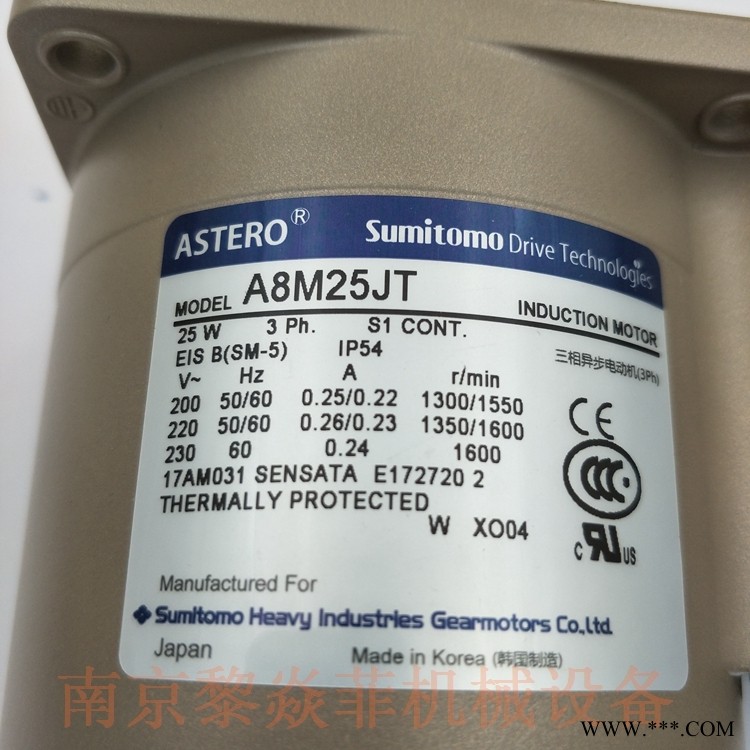 ASTERO® Sumitomo Drive Technologies
MODEL A8M25JT INDUCTION MOTOR
25 W 3 Ph. S1 CONT.
EIS B(SM-5) IP54 三相异步电动机(3Ph)
V~ Hz A r/min
200 50/60 0.25/0.22 1300/1550
220 50/60 0.26/0.23 1350/1600
230 60 0.24 1600
17AM031 SENSATA E172720 2
THERMALLY PROTECTED
W XO04
CE
CCC
c RU US
Manufactured For
Sumitomo Heavy Industries Gearmotors Co., Ltd.
Japan Made in Korea (韩国制造)
南京黎焱菲机械设备
www.***.COM